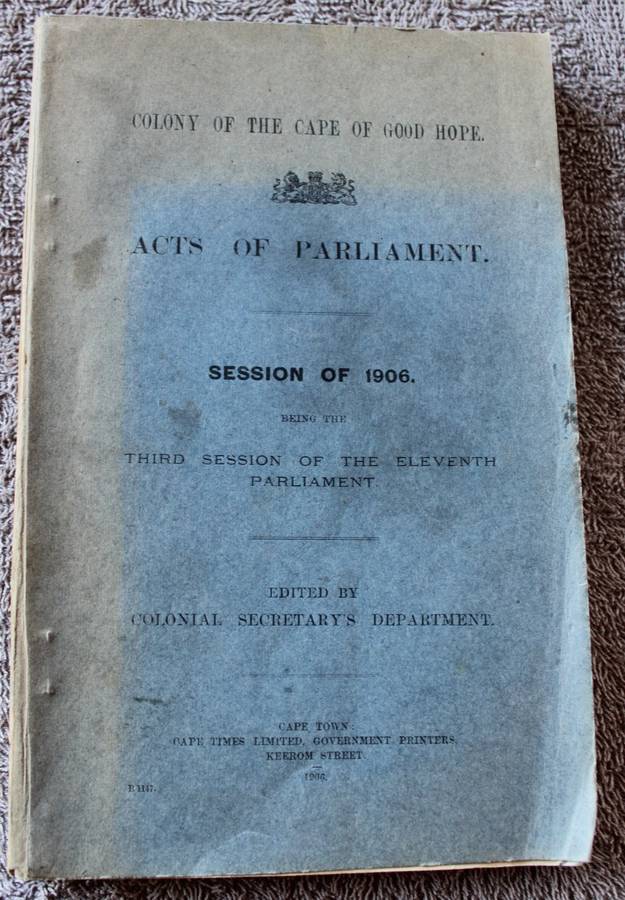 COLONY OF THE CAPE OF GOOD HOPE.
ACTS OF PARLIAMENT.
SESSION OF 1906.
BEING THE
THIRD SESSION OF THE ELEVENTH
PARLIAMENT.
EDITED BY
COLONIAL SECRETARY'S DEPARTMENT.
CAPE TOWN:
CAPE TIMES LIMITED, GOVERNMENT PRINTERS,
KEEROM STREET.
1906.
B 1147.